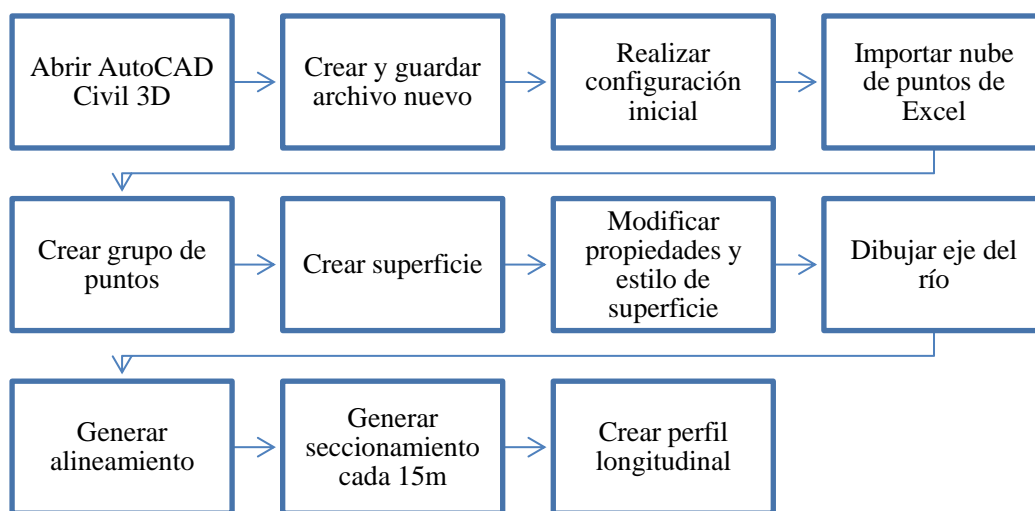 Abrir AutoCAD
Civil 3D
Crear y guardar
archivo nuevo
Realizar
configuración
inicial
Importar nube
de puntos de
Excel
Crear grupo de
puntos
Crear superficie
Modificar
propiedades y
estilo de
superficie
Dibujar eje del
río
Generar
alineamiento
Generar
seccionamiento
cada 15m
Crear perfil
longitudinal